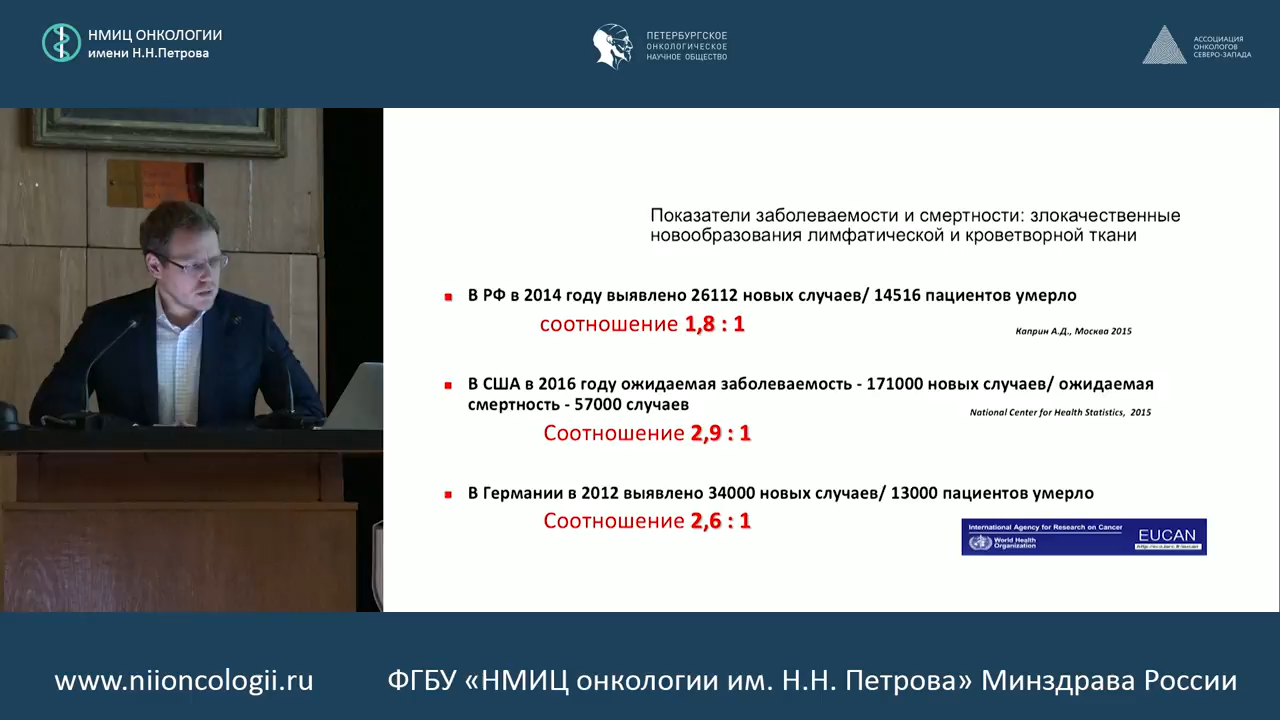 НМИЦ ОНКОЛОГИИ
имени Н.Н.Петрова
ПЕТЕРБУРГСКОЕ
ОНКОЛОГИЧЕСКОЕ
НАУЧНОЕ ОБЩЕСТВО
АССОЦИАЦИЯ
ОНКОЛОГОВ
СЕВЕРО-ЗАПАДА
Показатели заболеваемости и смертности: злокачественные
новообразования лимфатической и кроветворной ткани
В РФ в 2014 году выявлено 26112 новых случаев/ 14516 пациентов умерло
соотношение 1,8 : 1
Каприн А.Д., Москва 2015
В США в 2016 году ожидаемая заболеваемость - 171000 новых случаев/ ожидаемая
смертность - 57000 случаев
National Center for Health Statistics, 2015
Соотношение 2,9 : 1
В Германии в 2012 выявлено 34000 новых случаев/ 13000 пациентов умерло
Соотношение 2,6 : 1
International Agency for Research on Cancer
World Health
Organization
EUCAN
www.niioncologii.ru
ФГБУ «НМИЦ онкологии им. Н.Н. Петрова» Минздрава России